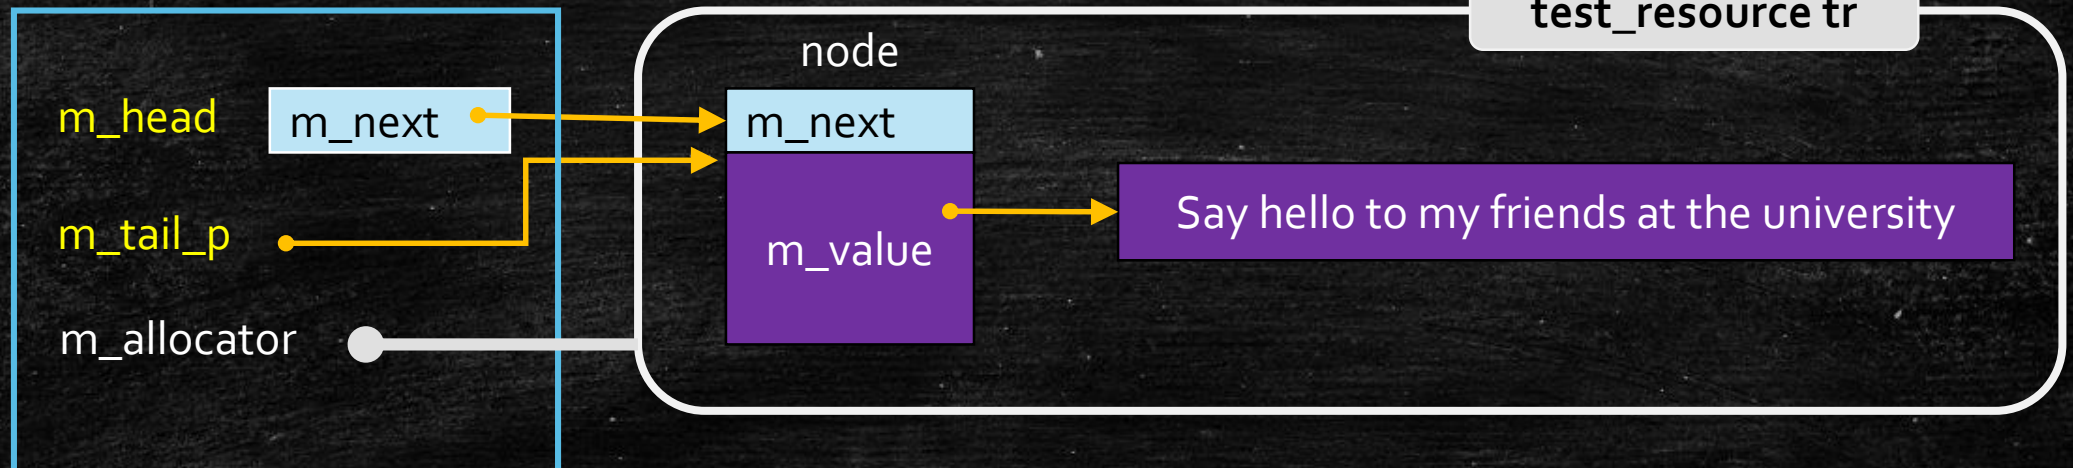 test_resource tr
node
m_head
m_next
m_next
m_tail_p
m_value
Say hello to my friends at the university
m_allocator